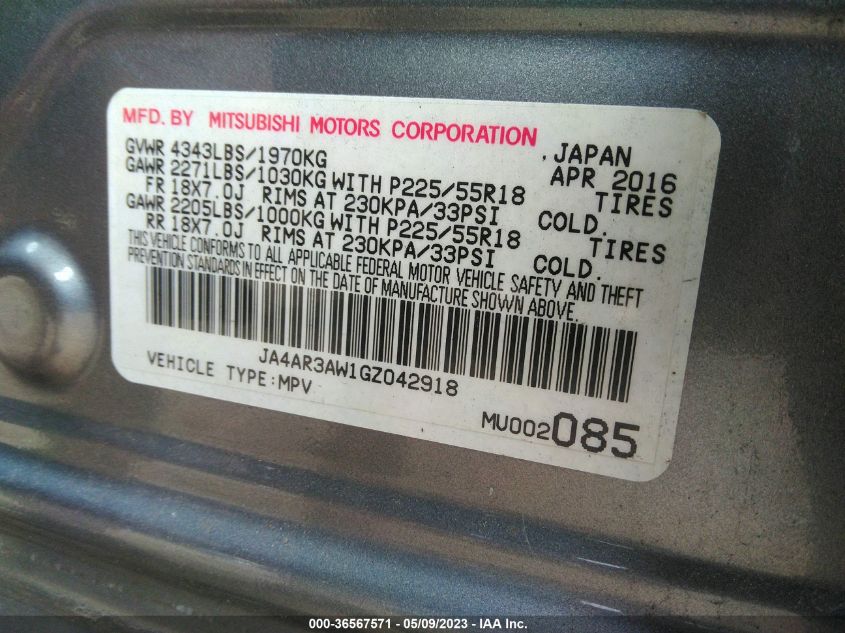 MFD. BY MITSUBISHI MOTORS CORPORATION
GVWR 4343LBS/1970KG .JAPAN
GAWR 2271LBS/1030KG WITH P225/55R18 APR 2016
FR 18X7.0J RIMS AT 230KPA/33PSI TIRES COLD.
GAWR 2205LBS/1000KG WITH P225/55R18
RR 18X7.0J RIMS AT 230KPA/33PSI TIRES COLD.
THIS VEHICLE CONFORMS TO ALL APPLICABLE FEDERAL MOTOR VEHICLE SAFETY AND THEFT
PREVENTION STANDARDS IN EFFECT ON THE DATE OF MANUFACTURE SHOWN ABOVE.
JA4AR3AW1GZ042918
VEHICLE TYPE:MPV
MU002085
000-36567571 - 05/09/2023 - IAA Inc.